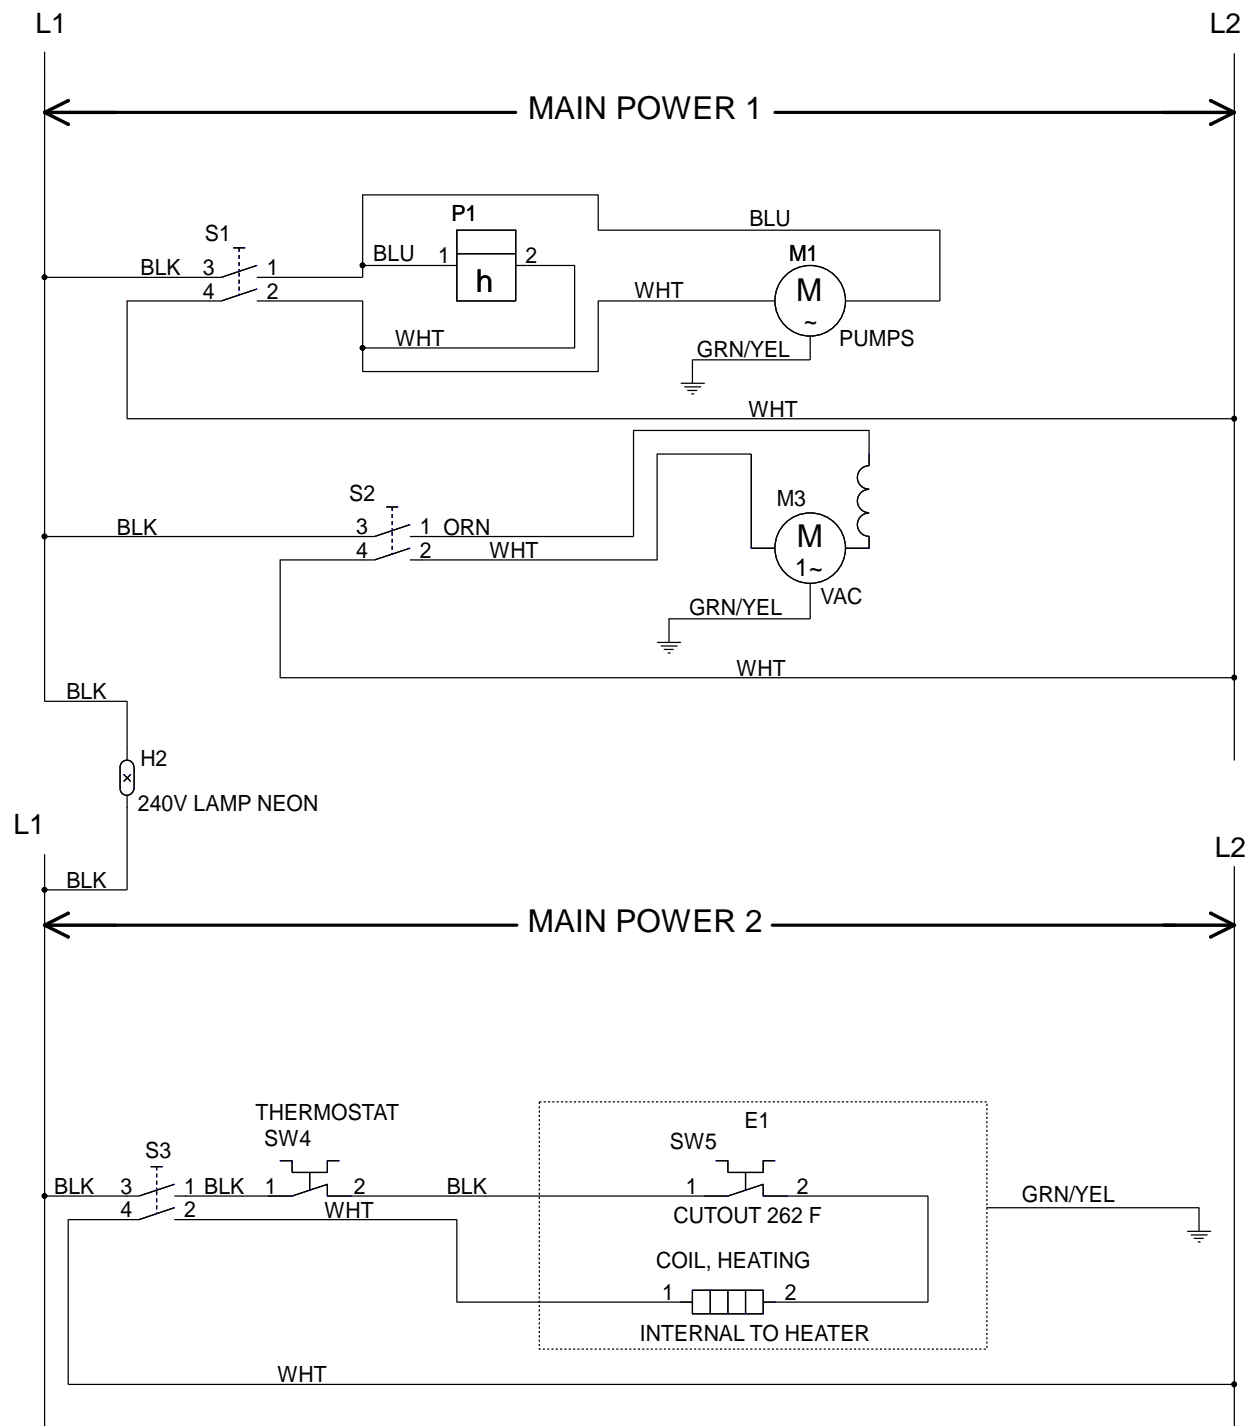 L1
L2
MAIN POWER 1
P1
BLU
S1
M1
BLU
1
2
BLK
3
1
h
M
4
2
WHT
~
WHT
PUMPS
GRN/YEL
WHT
S2
M3
BLK
3
1
ORN
M
4
2
WHT
1~
VAC
GRN/YEL
WHT
BLK
H2
240V LAMP NEON
L1
L2
BLK
MAIN POWER 2
THERMOSTAT
E1
SW4
SW5
S3
BLK
3
1
BLK
1
2
BLK
1
2
GRN/YEL
4
2
WHT
CUTOUT 262 F
COIL, HEATING
1
2
INTERNAL TO HEATER
WHT